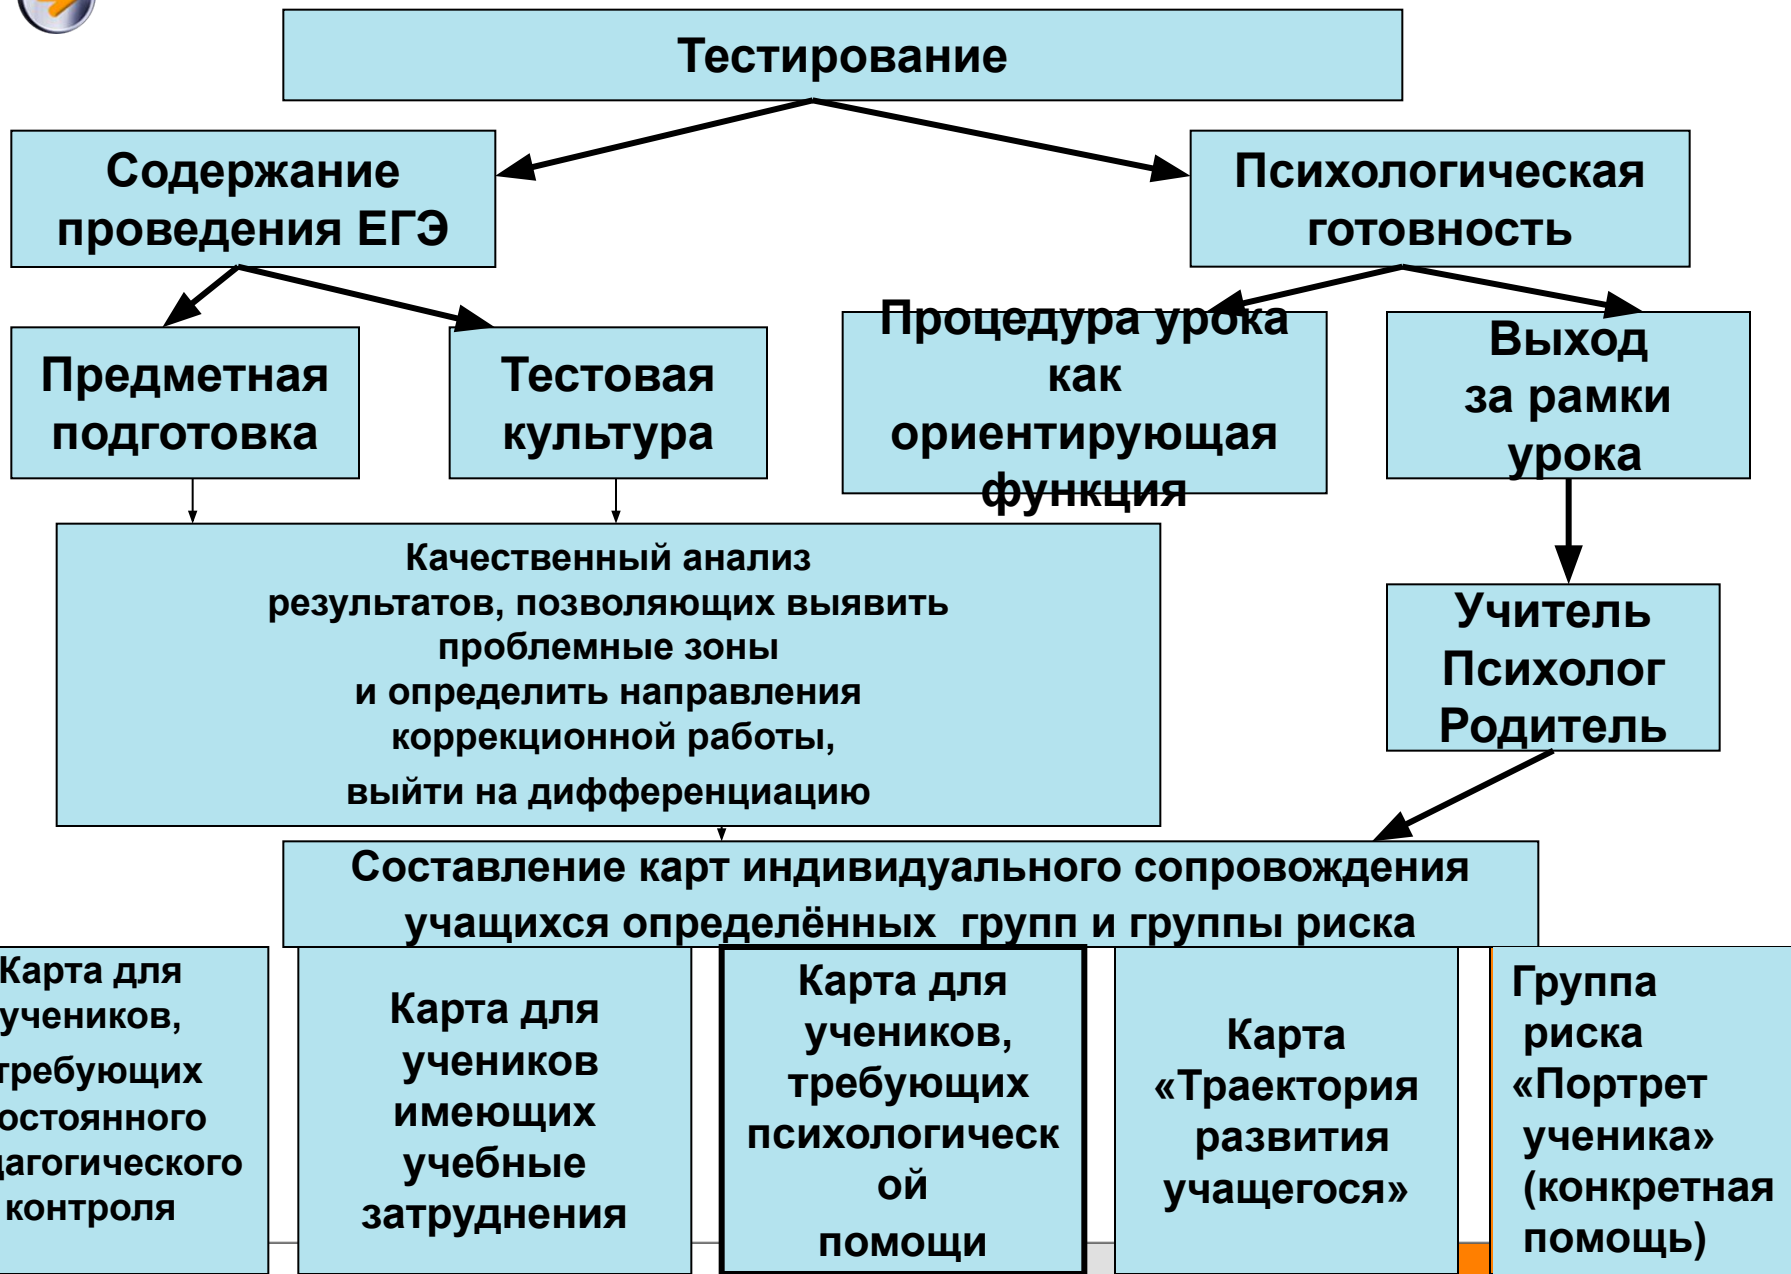 Тестирование
Содержание
проведения ЕГЭ
Психологическая
готовность
Предметная
подготовка
Тестовая
культура
Процедура урока
как
ориентирующая
функция
Выход
за рамки
урока
Качественный анализ
результатов, позволяющих выявить
проблемные зоны
и определить направления
коррекционной работы,
выйти на дифференциацию
Учитель
Психолог
Родитель
Составление карт индивидуального сопровождения
учащихся определённых групп и группы риска
Карта для
учеников,
требующих
остоянного
дагогического
контроля
Карта для
учеников
имеющих
учебные
затруднения
Карта для
учеников,
требующих
психологическ
ой
помощи
Карта
«Траектория
развития
учащегося»
Группа
риска
«Портрет
ученика»
(конкретная
помощь)